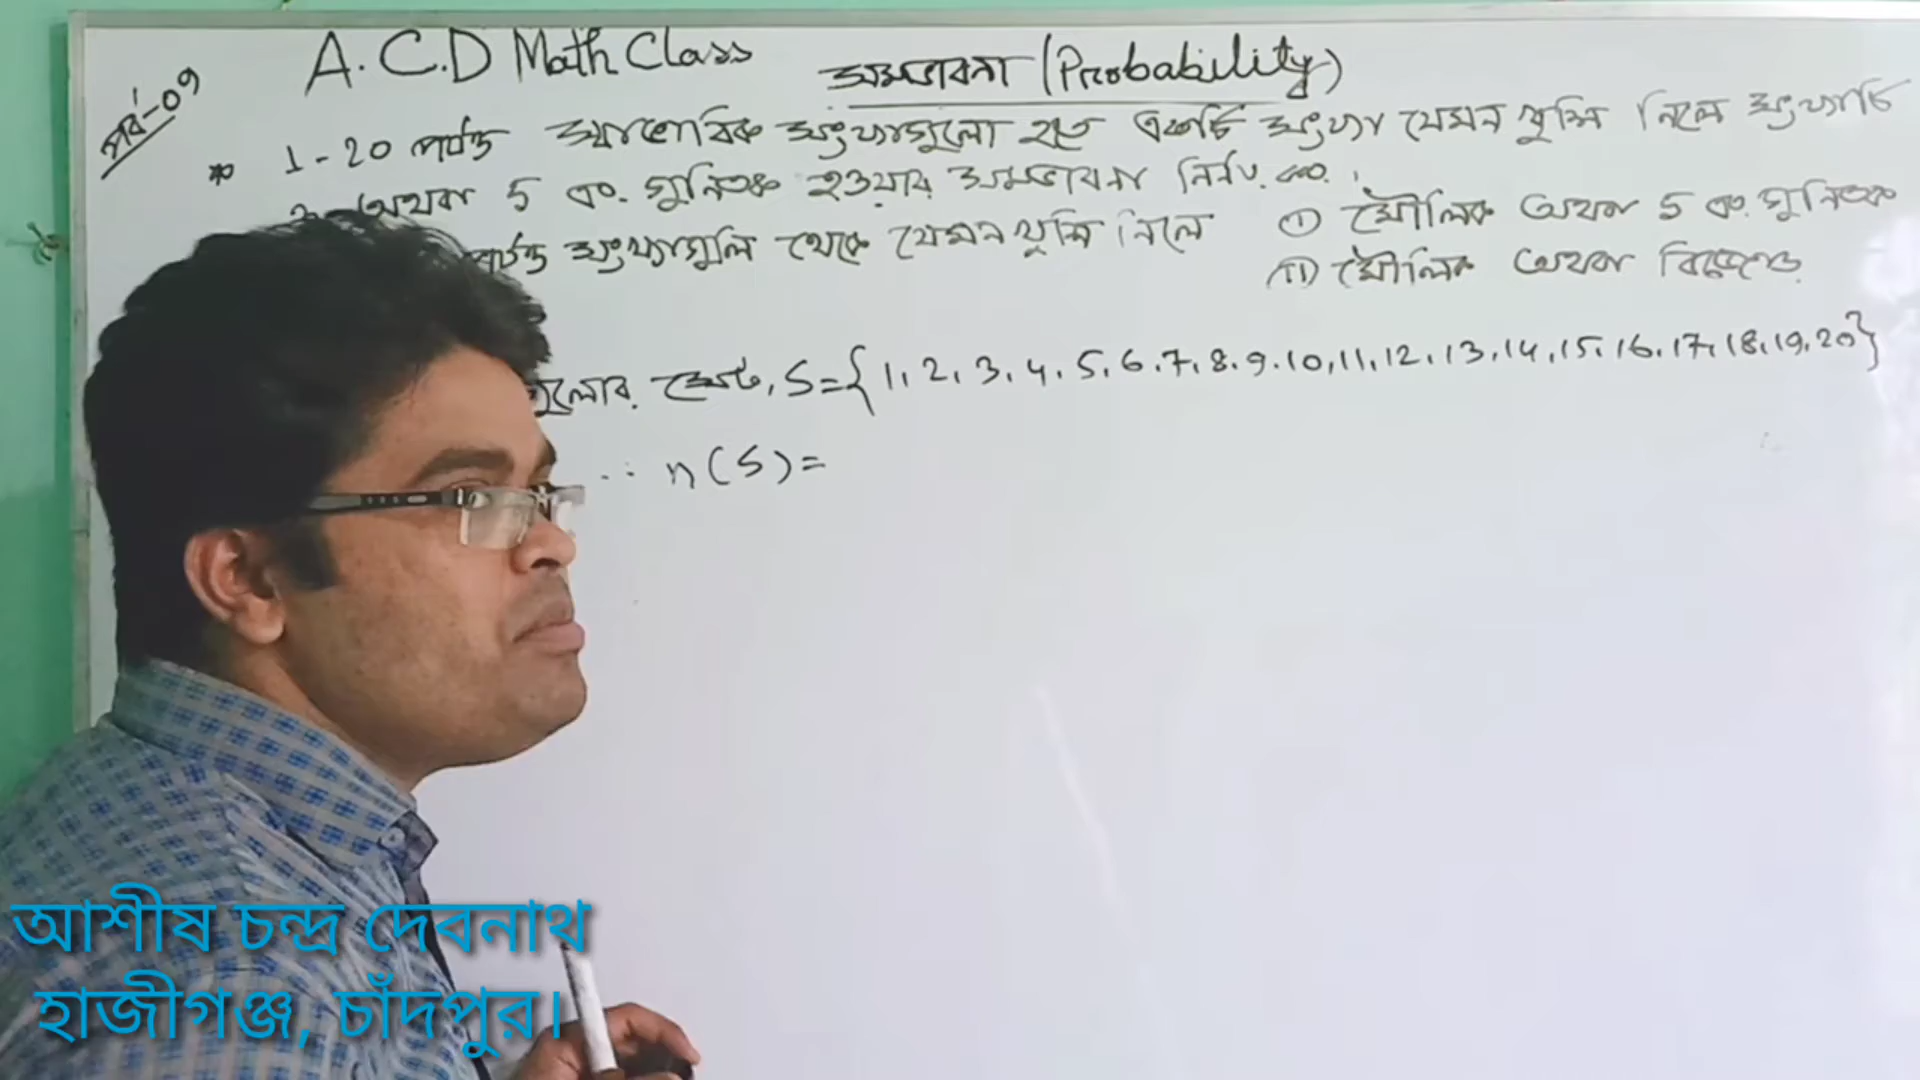 A.C.D Math Class
সম্ভাবনা (Probability)
পর্ব-০৭
* 1-20 পর্যন্ত স্বাভাবিক সংখ্যাগুলো হতে একটি সংখ্যা যেমন খুশি নিলে সংখ্যাটি
অথবা 5 এর গুনিতক হওয়ার সম্ভাবনা নির্ণয় কর।
পর্যন্ত সংখ্যাগুলি থেকে যেমন খুশি নিলে
(i) মৌলিক অথবা 5 এর গুনিতক
(ii) মৌলিক অথবা বিজোড়
গুলোর সেট, S={1, 2, 3, 4, 5, 6, 7, 8, 9, 10, 11, 12, 13, 14, 15, 16, 17, 18, 19, 20}
∴ n(S)=
আশীষ চন্দ্র দেবনাথ
হাজীগঞ্জ, চাঁদপুর।